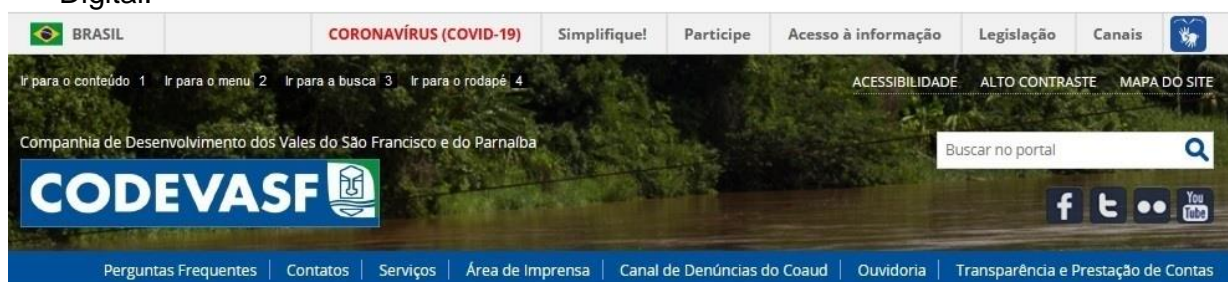 Digital.
BRASIL CORONAVÍRUS (COVID-19) Simplifique! Participe Acesso à informação Legislação Canais
Ir para o conteúdo 1 Ir para o menu 2 Ir para a busca 3 Ir para o rodapé 4 ACESSIBILIDADE ALTO CONTRASTE MAPA DO SITE
Companhia de Desenvolvimento dos Vales do São Francisco e do Parnaíba
Buscar no portal
CODEVASF
f t You Tube
Perguntas Frequentes Contatos Serviços Área de Imprensa Canal de Denúncias do Coaud Ouvidoria Transparência e Prestação de Contas